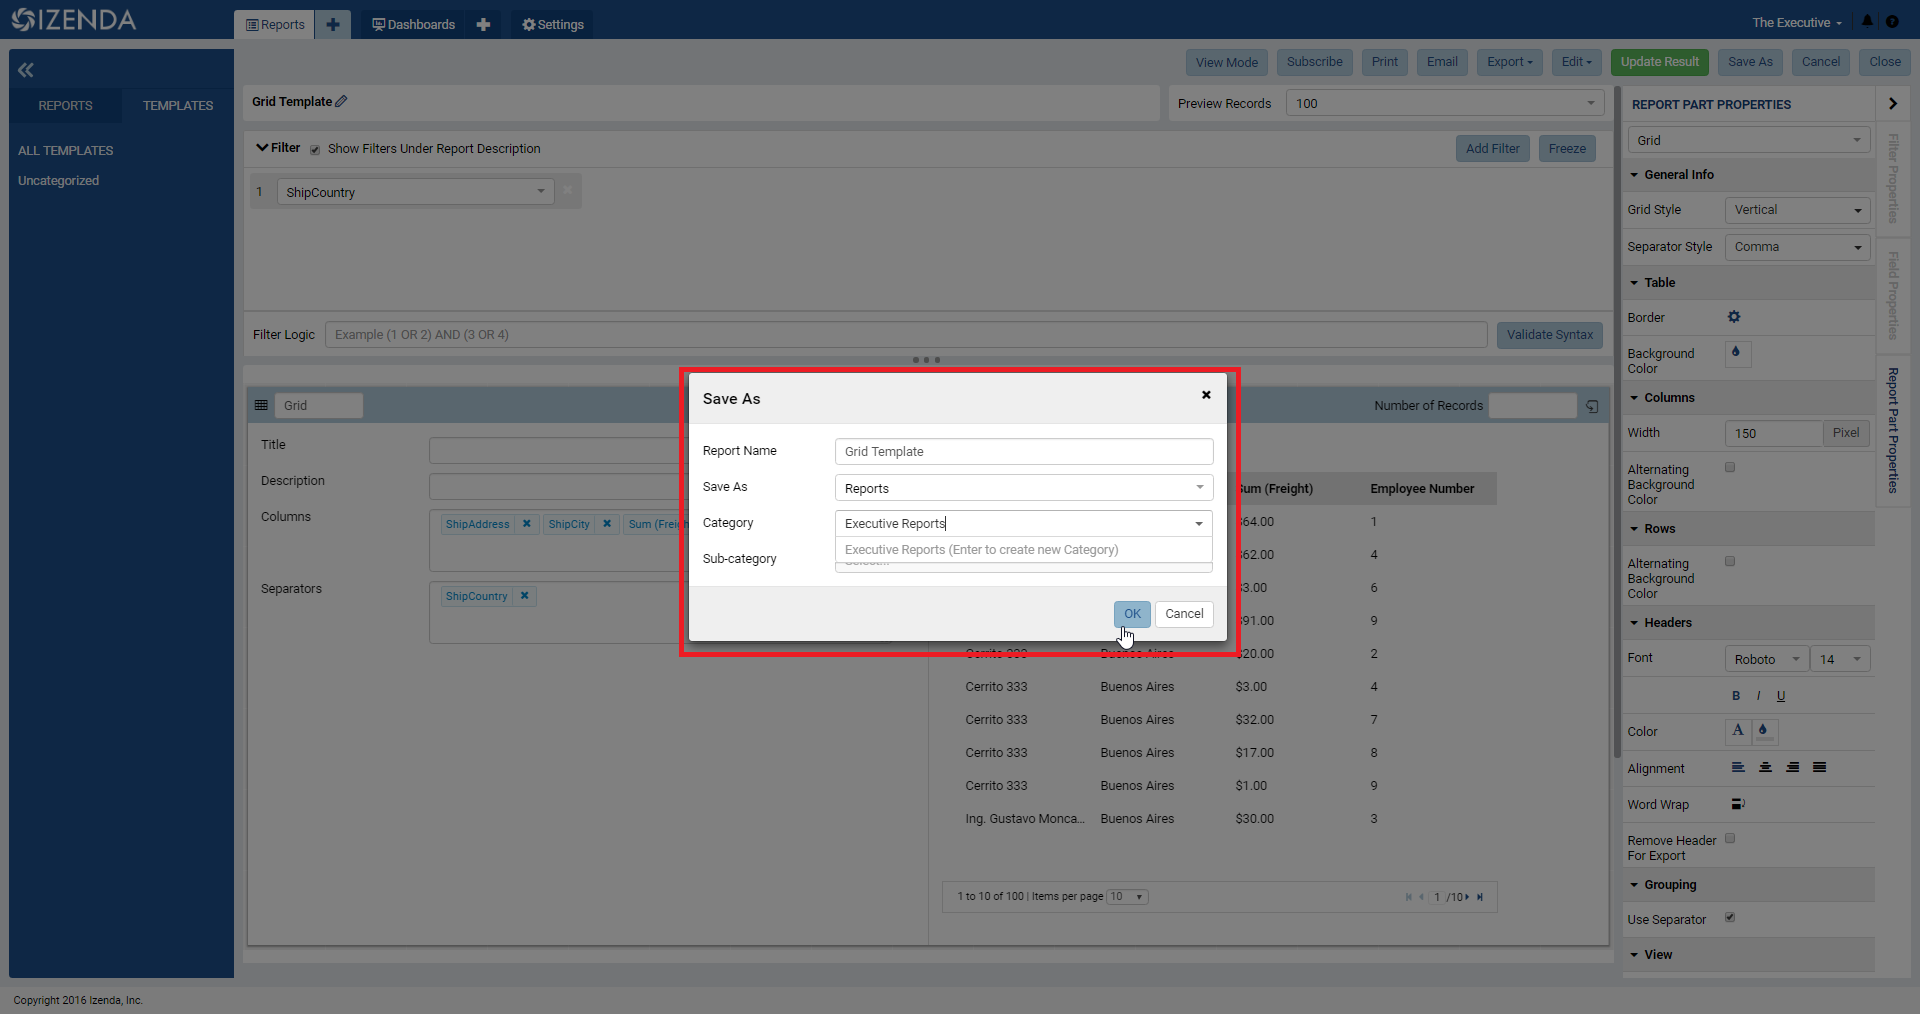 IZENDA
Reports
Dashboards
Settings
The Executive
View Mode
Subscribe
Print
Email
Export
Edit
Update Result
Save As
Cancel
Close
REPORTS
TEMPLATES
ALL TEMPLATES
Uncategorized
Grid Template
Preview Records
100
Filter
Show Filters Under Report Description
Add Filter
Freeze
1
ShipCountry
Filter Logic
Example (1 OR 2) AND (3 OR 4)
Validate Syntax
Grid
Number of Records
Title
Description
Columns
ShipAddress
ShipCity
Sum
Separators
ShipCountry
Save As
Report Name
Grid Template
Save As
Reports
Category
Executive Reports
Executive Reports (Enter to create new Category)
Sub-category
OK
Cancel
Sum (Freight) Employee Number
$64.00 1
$62.00 4
$3.00 6
$91.00 9
Cerrito 333 Buenos Aires $20.00 2
Cerrito 333 Buenos Aires $3.00 4
Cerrito 333 Buenos Aires $32.00 7
Cerrito 333 Buenos Aires $17.00 8
Cerrito 333 Buenos Aires $1.00 9
Ing. Gustavo Monca... Buenos Aires $30.00 3
1 to 10 of 100 | Items per page 10
1 /10
REPORT PART PROPERTIES
Grid
General Info
Grid Style
Vertical
Separator Style
Comma
Table
Border
Background
Color
Columns
Width
150
Pixel
Alternating
Background
Color
Rows
Alternating
Background
Color
Headers
Font
Roboto
14
B I U
Color
A
Alignment
Word Wrap
Remove Header
For Export
Grouping
Use Separator
View
Filter Properties
Field Properties
Report Part Properties
Copyright 2016 Izenda, Inc.